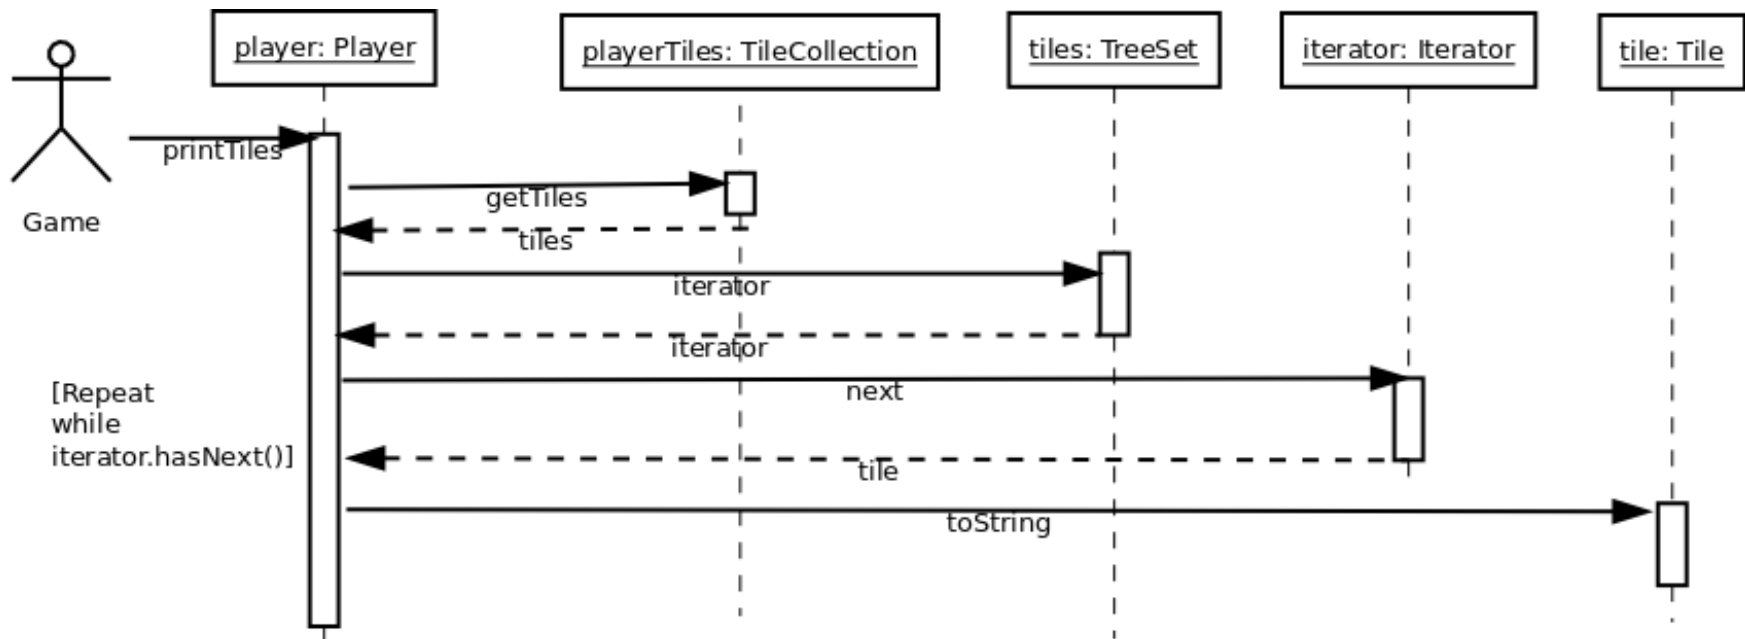 player: Player
playerTiles: TileCollection
tiles: TreeSet
iterator: Iterator
tile: Tile
printTiles
getTiles
Game
tiles
iterator
iterator
[Repeat
while
iterator.hasNext()]
next
tile
toString